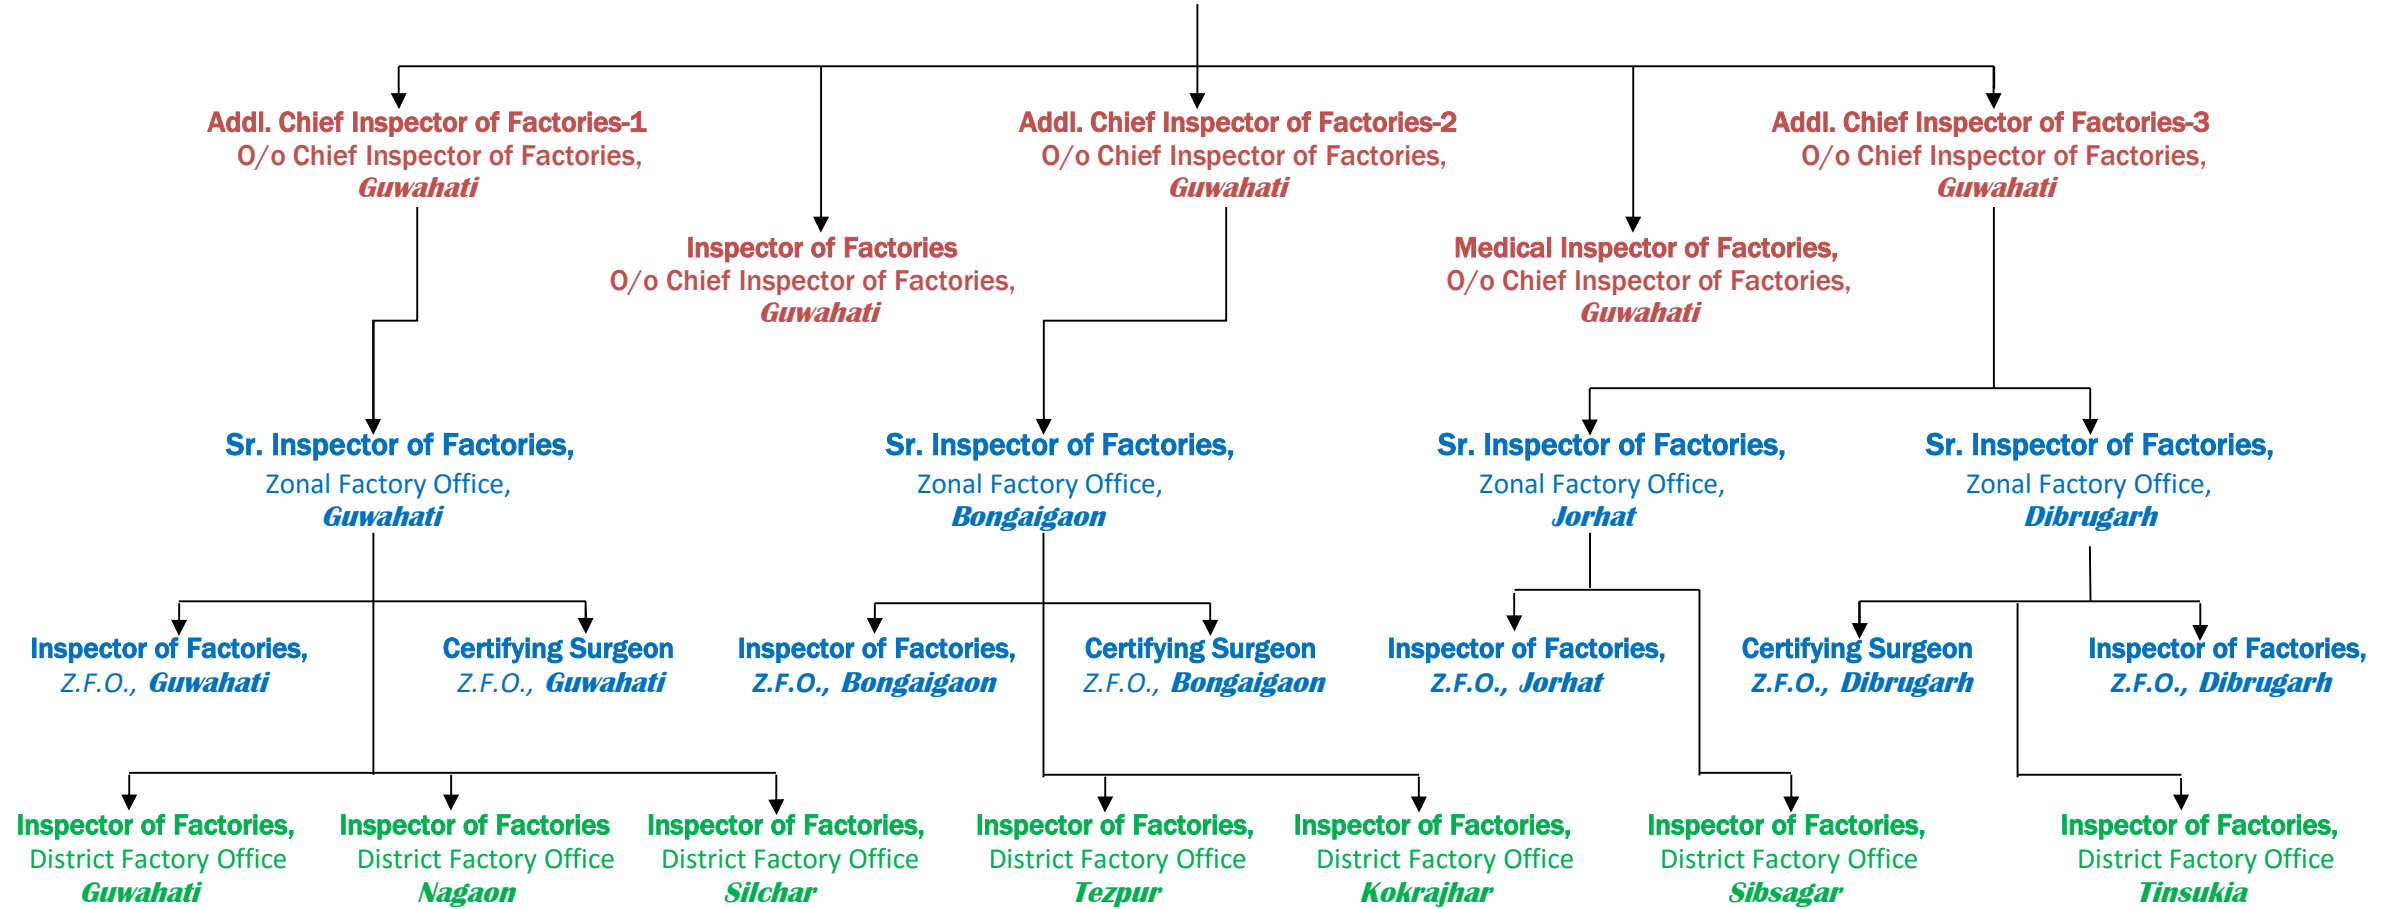 Addl. Chief Inspector of Factories-1
O/o Chief Inspector of Factories,
Guwahati
Addl. Chief Inspector of Factories-2
O/o Chief Inspector of Factories,
Guwahati
Addl. Chief Inspector of Factories-3
O/o Chief Inspector of Factories,
Guwahati
Inspector of Factories
O/o Chief Inspector of Factories,
Guwahati
Medical Inspector of Factories,
O/o Chief Inspector of Factories,
Guwahati
Sr. Inspector of Factories,
Zonal Factory Office,
Guwahati
Sr. Inspector of Factories,
Zonal Factory Office,
Bongaigaon
Sr. Inspector of Factories,
Zonal Factory Office,
Jorhat
Sr. Inspector of Factories,
Zonal Factory Office,
Dibrugarh
Inspector of Factories,
Z.F.O., Guwahati
Certifying Surgeon
Z.F.O., Guwahati
Inspector of Factories,
Z.F.O., Bongaigaon
Certifying Surgeon
Z.F.O., Bongaigaon
Inspector of Factories,
Z.F.O., Jorhat
Certifying Surgeon
Z.F.O., Dibrugarh
Inspector of Factories,
Z.F.O., Dibrugarh
Inspector of Factories,
District Factory Office
Guwahati
Inspector of Factories
District Factory Office
Nagaon
Inspector of Factories,
District Factory Office
Silchar
Inspector of Factories,
District Factory Office
Tezpur
Inspector of Factories,
District Factory Office
Kokrajhar
Inspector of Factories,
District Factory Office
Sibsagar
Inspector of Factories,
District Factory Office
Tinsukia